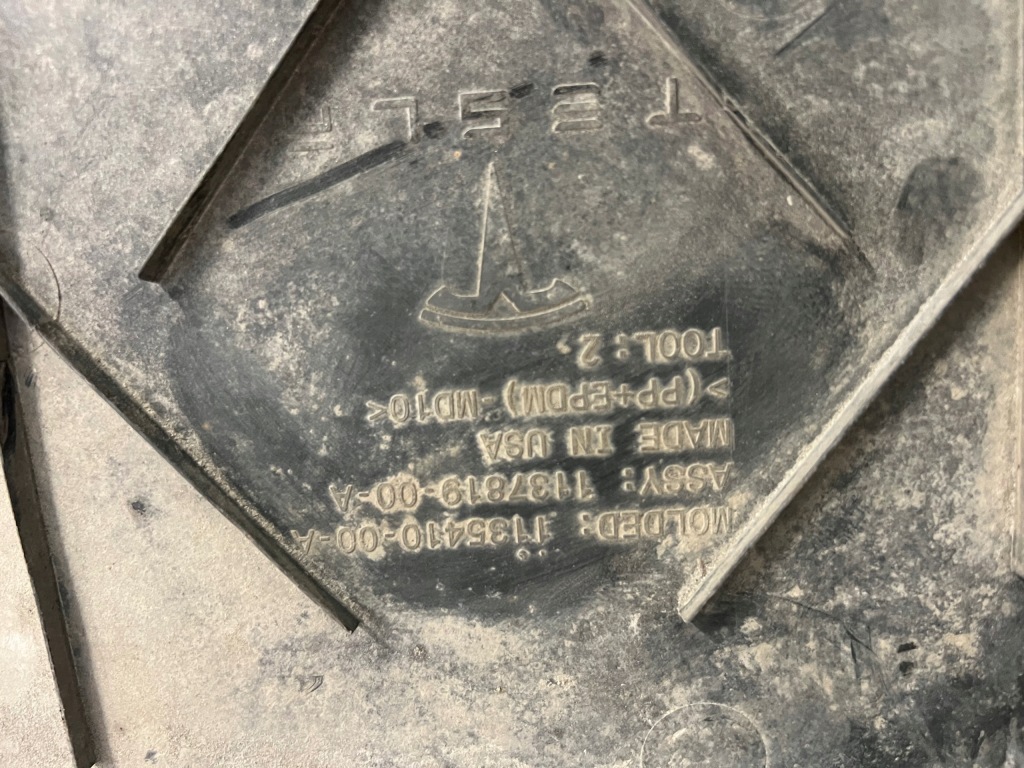 MOLDED: 1135410-00-A
ASSY: 1137819-00-A
MADE IN USA
>(PP+EPDM)-MD10<
TOOL:2,
TESLA